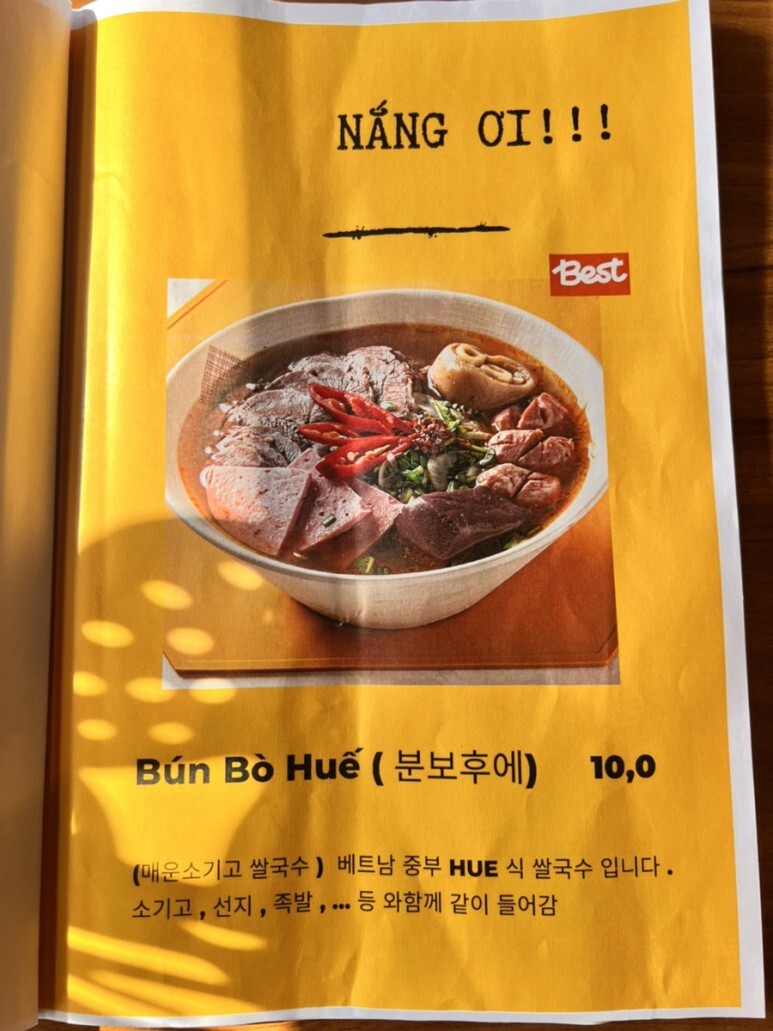 NẮNG ƠI!!!
Best
Bún Bò Huế ( 분보후에) 10,0
(매운소기고 쌀국수 ) 베트남 중부 HUE 식 쌀국수 입니다 .
소기고 , 선지 , 족발 , ... 등 와함께 같이 들어감